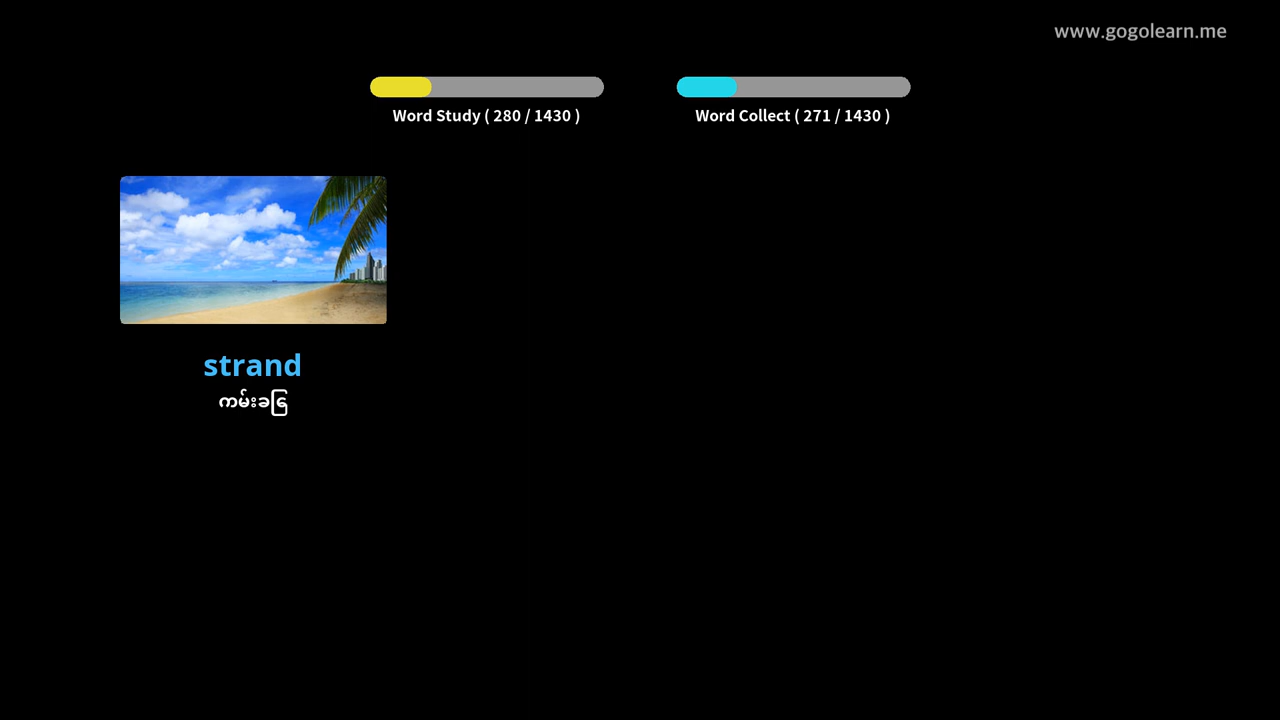 www.gogolearn.me
Word Study ( 280 / 1430 )
Word Collect ( 271 / 1430 )
strand
ကမ်းခြေ